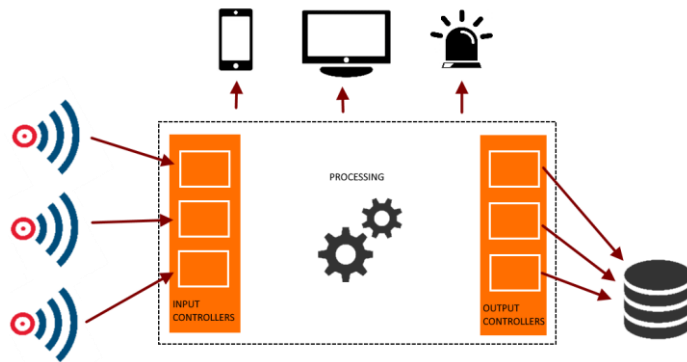 PROCESSING
INPUT
CONTROLLERS
OUTPUT
CONTROLLERS